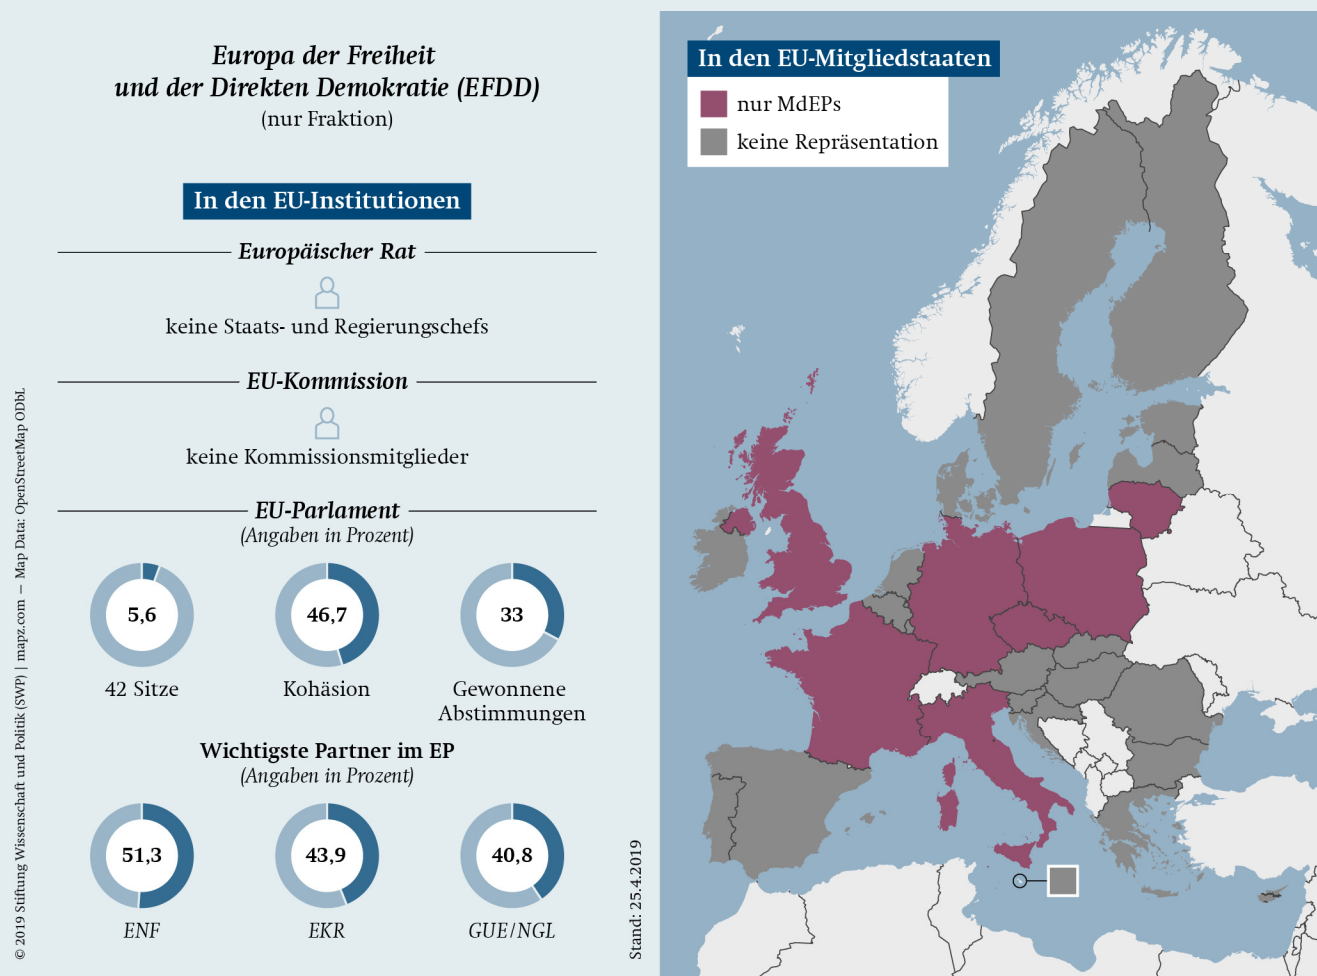 Europa der Freiheit
und der Direkten Demokratie (EFDD)
(nur Fraktion)
In den EU-Institutionen
Europäischer Rat
keine Staats- und Regierungschefs
EU-Kommission
keine Kommissionsmitglieder
EU-Parlament
(Angaben in Prozent)
5,6
46,7
33
42 Sitze
Kohäsion
Gewonnene
Abstimmungen
Wichtigste Partner im EP
(Angaben in Prozent)
51,3
43,9
40,8
ENF
EKR
GUE/NGL
© 2019 Stiftung Wissenschaft und Politik (SWP) | mapz.com — Map Data: OpenStreetMap ODbL
Stand: 25.4.2019
In den EU-Mitgliedstaaten
nur MdEPs
keine Repräsentation